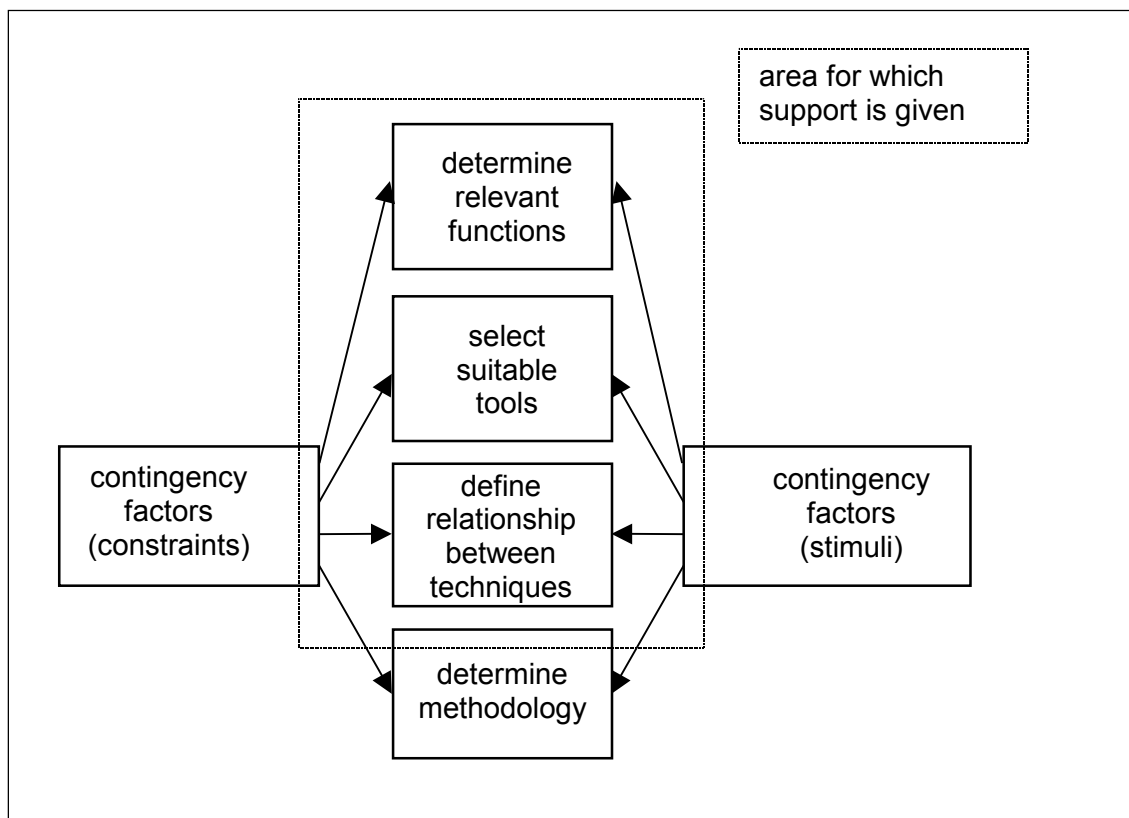 area for which
support is given
determine
relevant
functions
select
suitable
tools
contingency
factors
(constraints)
define
relationship
between
techniques
contingency
factors
(stimuli)
determine
methodology